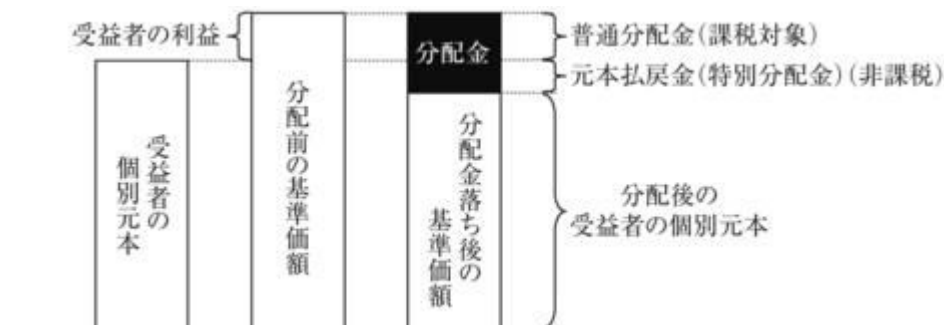 受益者の利益
分配金
普通分配金(課税対象)
元本払戻金(特別分配金)(非課税)
受益者の
個別元本
分配前の基準価額
分配金落ち後の
基準価額
分配後の
受益者の個別元本